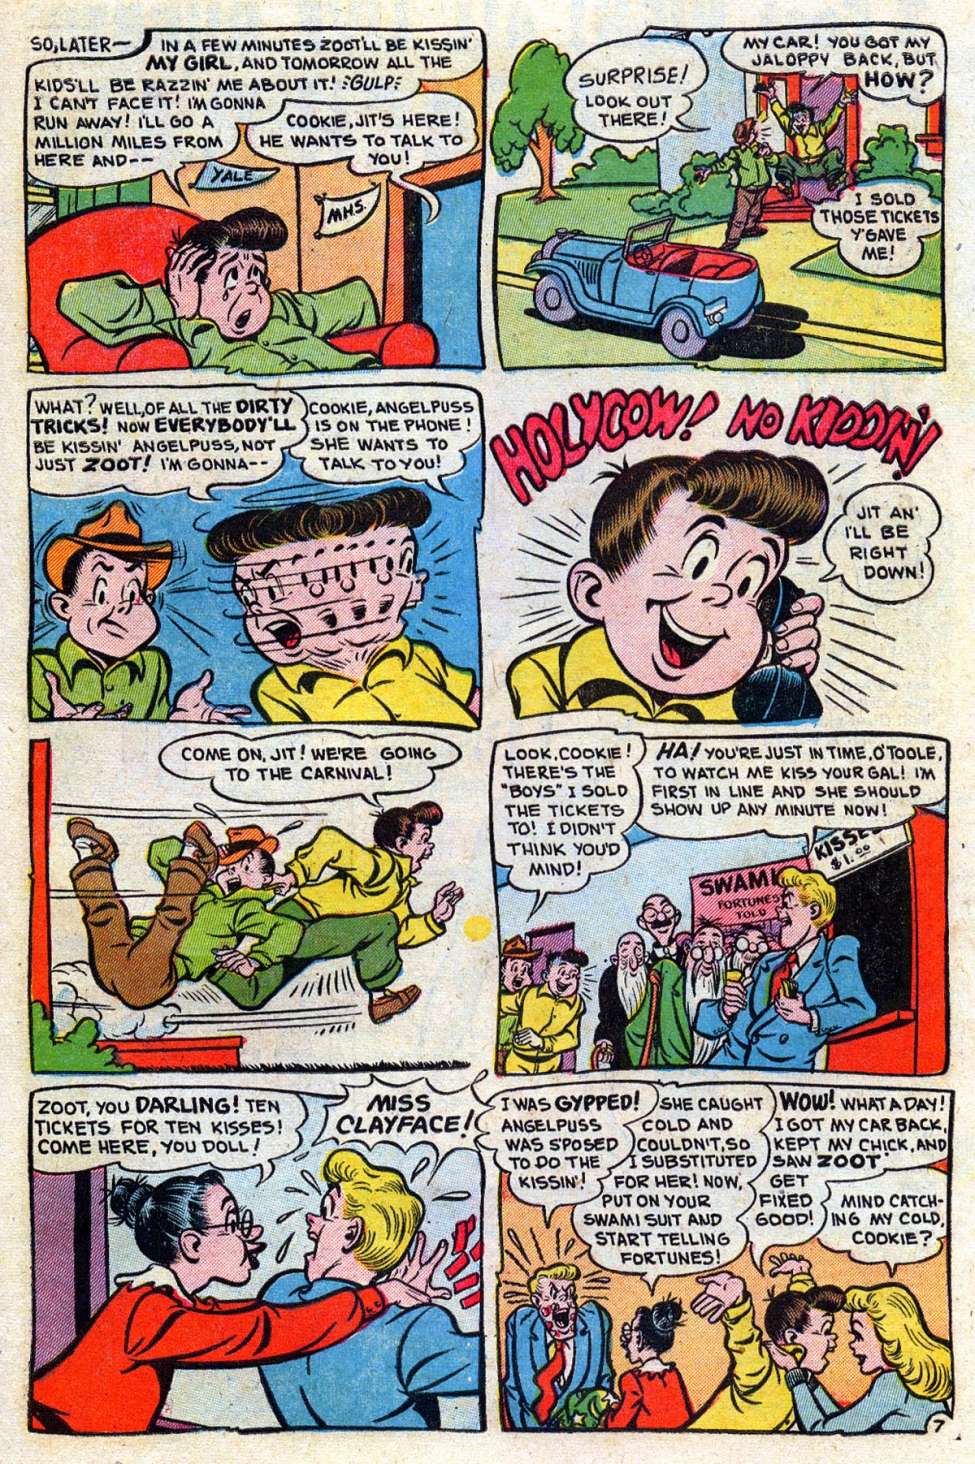 SO, LATER—
IN A FEW MINUTES ZOOT'LL BE KISSIN'
MY GIRL, AND TOMORROW ALL THE
KIDS'LL BE RAZZIN' ME ABOUT IT! :GULP:
I CAN'T FACE IT! I'M GONNA
RUN AWAY! I'LL GO A
MILLION MILES FROM
HERE AND--
COOKIE, JIT'S HERE!
HE WANTS TO TALK TO
YOU!
YALE
M.H.S.
SURPRISE!
LOOK OUT
THERE!
MY CAR! YOU GOT MY
JALOPPY BACK, BUT
HOW?
I SOLD
THOSE TICKETS
Y'GAVE
ME!
WHAT? WELL, OF ALL THE DIRTY
TRICKS! NOW EVERYBODY'LL
BE KISSIN' ANGELPUSS, NOT
JUST ZOOT! I'M GONNA--
COOKIE, ANGELPUSS
IS ON THE PHONE!
SHE WANTS TO
TALK TO YOU!
HOLY COW! NO KIDDIN'!
JIT AN'
I'LL BE
RIGHT
DOWN!
COME ON, JIT! WE'RE GOING
TO THE CARNIVAL!
LOOK, COOKIE!
THERE'S THE
"BOYS" I SOLD
THE TICKETS
TO! I DIDN'T
THINK YOU'D
MIND!
HA! YOU'RE JUST IN TIME, O'TOOLE,
TO WATCH ME KISS YOUR GAL! I'M
FIRST IN LINE AND SHE SHOULD
SHOW UP ANY MINUTE NOW!
KISSES
$1.00
SWAMI
FORTUNES
TOLD
ZOOT, YOU DARLING! TEN
TICKETS FOR TEN KISSES!
COME HERE, YOU DOLL!
MISS
CLAYFACE!
I WAS GYPPED!
ANGELPUSS
WAS S'POSED
TO DO THE
KISSIN'!
SHE CAUGHT
COLD AND
COULDN'T, SO
I SUBSTITUTED
FOR HER! NOW,
PUT ON YOUR
SWAMI SUIT AND
START TELLING
FORTUNES!
WOW! WHAT A DAY!
I GOT MY CAR BACK,
KEPT MY CHICK, AND
SAW ZOOT
GET
FIXED
GOOD!
MIND CATCH-
ING MY COLD,
COOKIE?
7